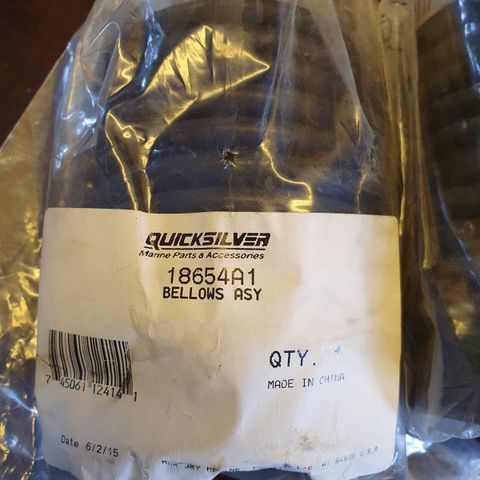 QUICKSILVER
Marine Parts & Accessories
18654A1
BELLOWS ASY
QTY.
MADE IN CHINA
7 45061 12414 1
Date 6/2/15
U.S.A